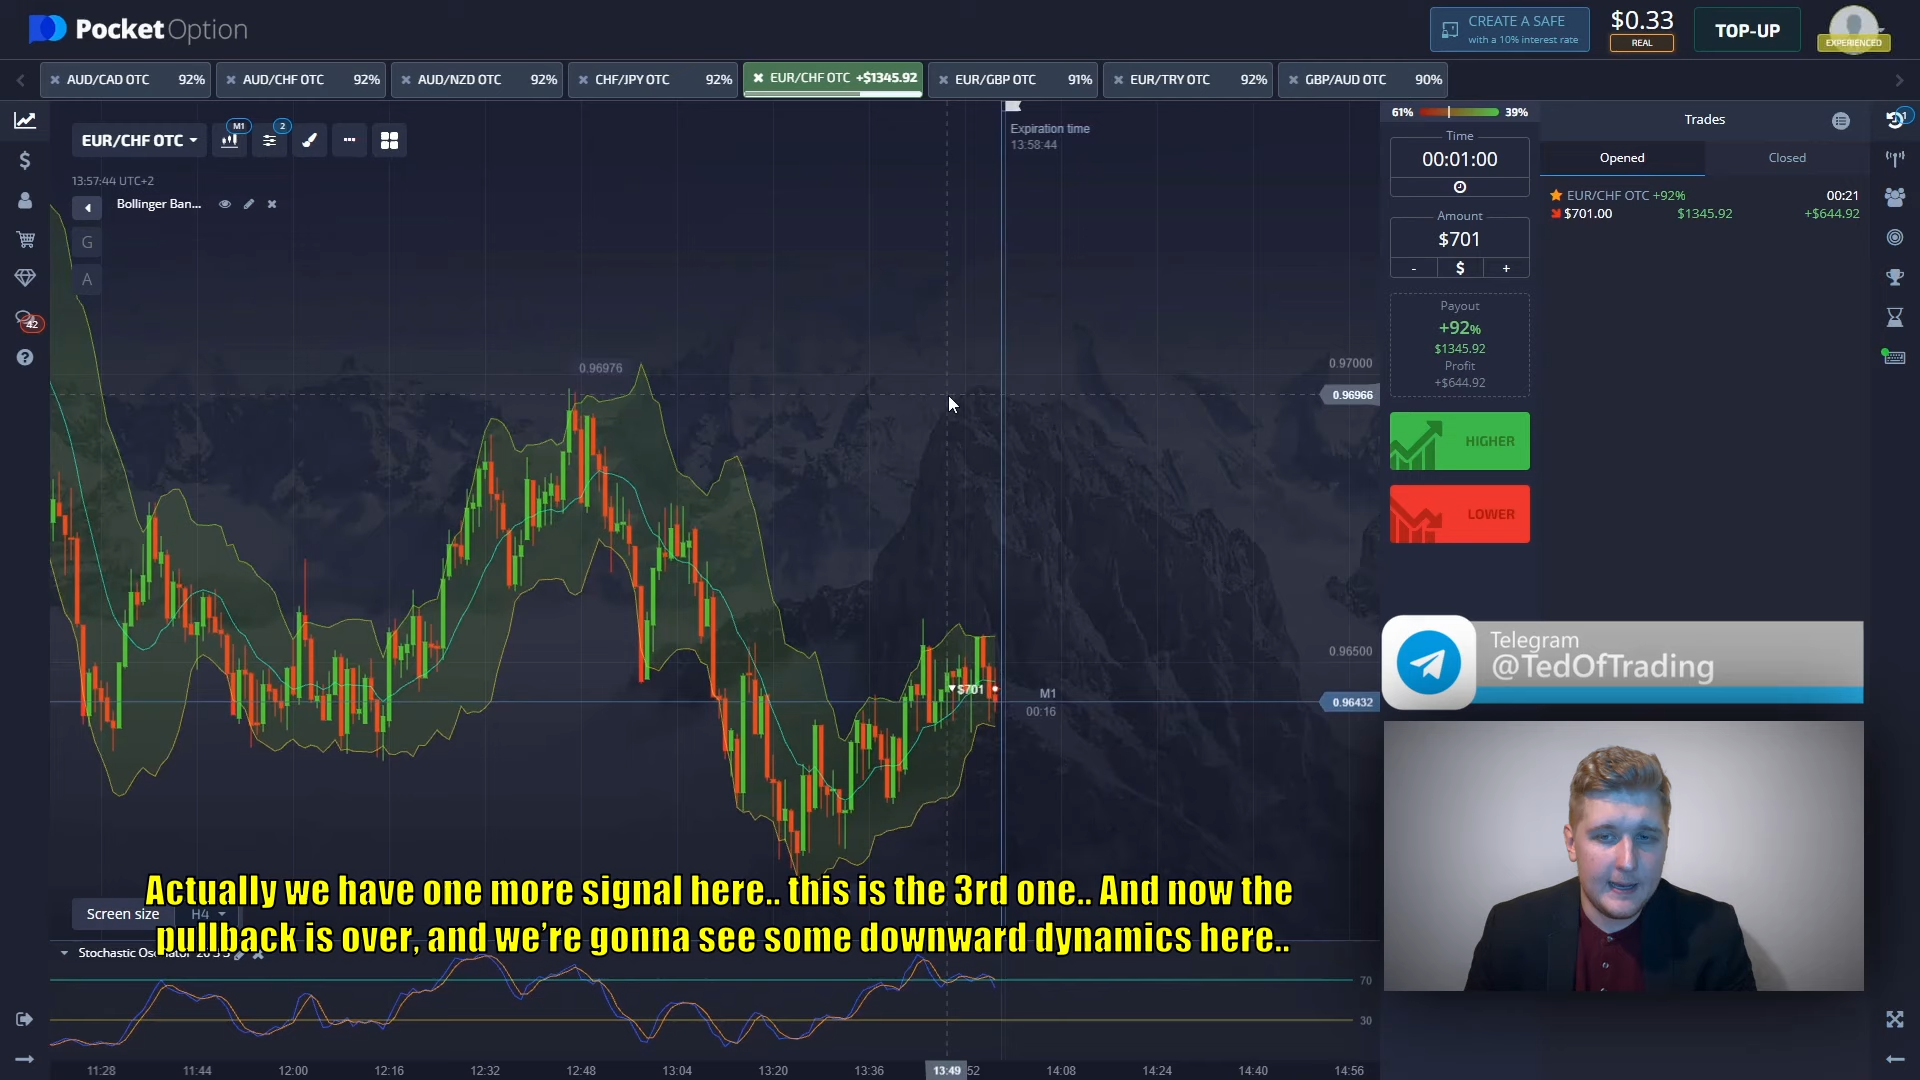 PocketOption
CREATE A SAFE
with a 10% interest rate
$0.33
REAL
TOP-UP
EXPERIENCED
AUD/CAD OTC 92%
AUD/CHF OTC 92%
AUD/NZD OTC 92%
CHF/JPY OTC 92%
EUR/CHF OTC +$1345.92
EUR/GBP OTC 91%
EUR/TRY OTC 92%
GBP/AUD OTC 90%
EUR/CHF OTC
M1
2
13:57:44 UTC+2
Bollinger Ban...
G
A
42
Expiration time
13:58:44
61% 39%
Time
00:01:00
Amount
$701
- $ +
Payout
+92%
$1345.92
Profit
+$644.92
HIGHER
LOWER
Trades
Opened Closed
EUR/CHF OTC +92% 00:21
$701.00 $1345.92 +$644.92
0.96976
0.97000
0.96966
0.96500
0.96432
$701
M1
00:16
Telegram
@TedOfTrading
Actually we have one more signal here.. this is the 3rd one.. And now the
pullback is over, and we're gonna see some downward dynamics here..
Screen size H4
70
30
11:28 11:44 12:00 12:16 12:32 12:48 13:04 13:20 13:36 13:49 52 14:08 14:24 14:40 14:56